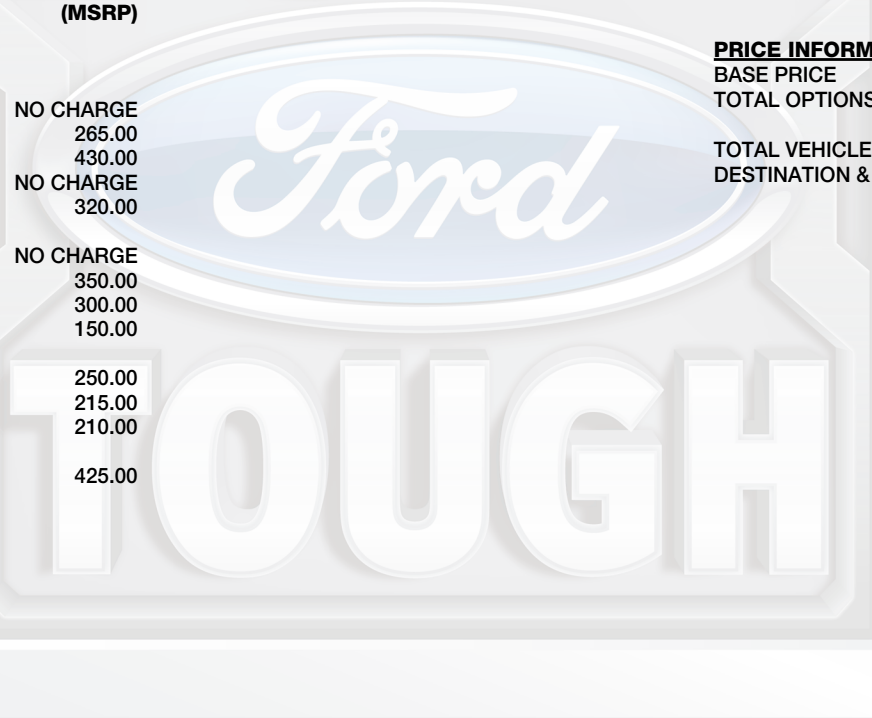 (MSRP)
NO CHARGE
265.00
430.00
NO CHARGE
320.00
NO CHARGE
350.00
300.00
150.00
250.00
215.00
210.00
425.00
PRICE INFORM
BASE PRICE
TOTAL OPTIONS
TOTAL VEHICLE
DESTINATION &
Ford
TOUGH